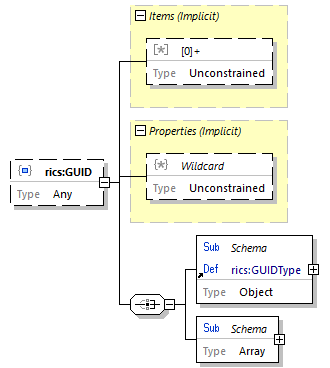 Items (Implicit)
[0]+
Type Unconstrained
Properties (Implicit)
Wildcard
Type Unconstrained
rics:GUID
Type Any
Sub Schema
Def rics:GUIDType
Type Object
Sub Schema
Type Array